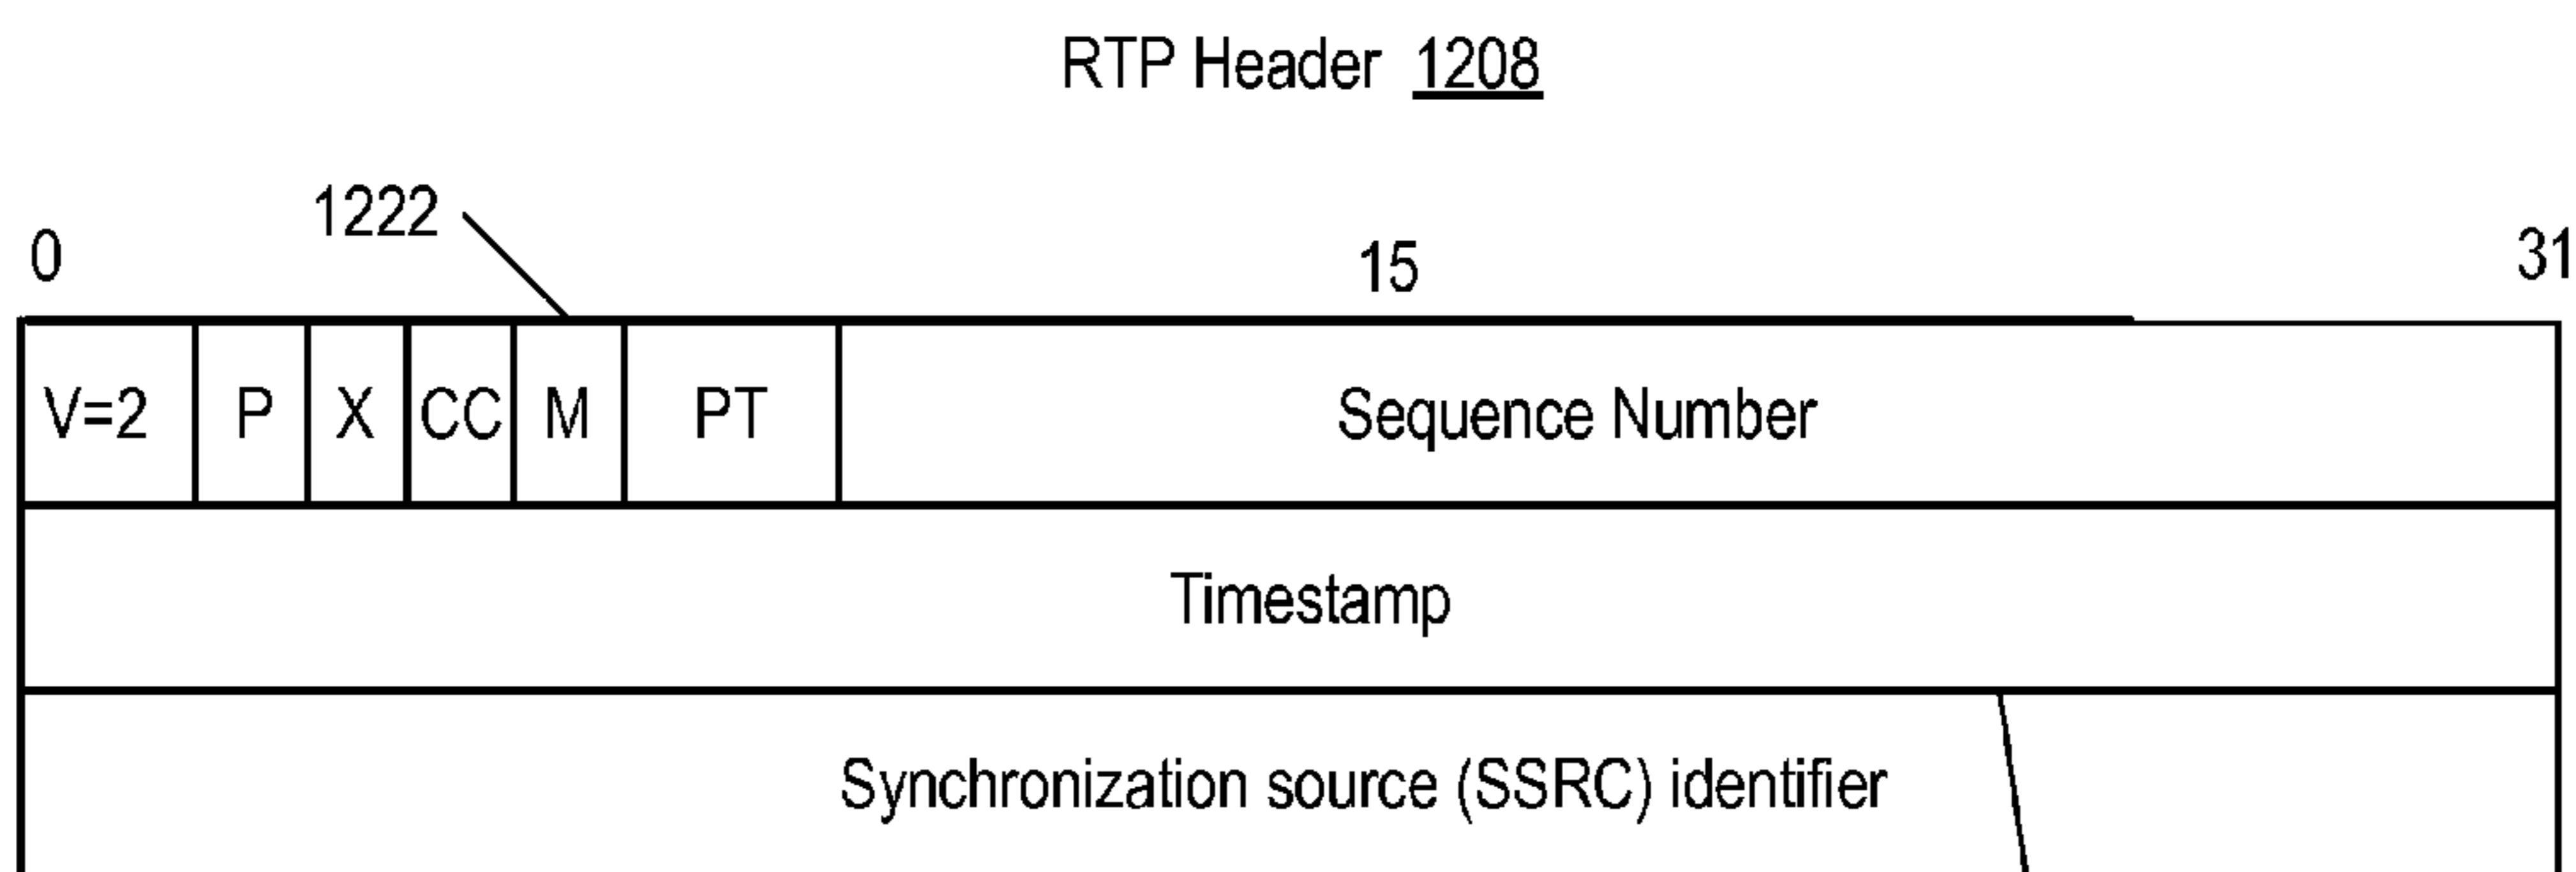 RTP Header 1208
1222
0 15 31
V=2 P X CC M PT Sequence Number
Timestamp
Synchronization source (SSRC) identifier